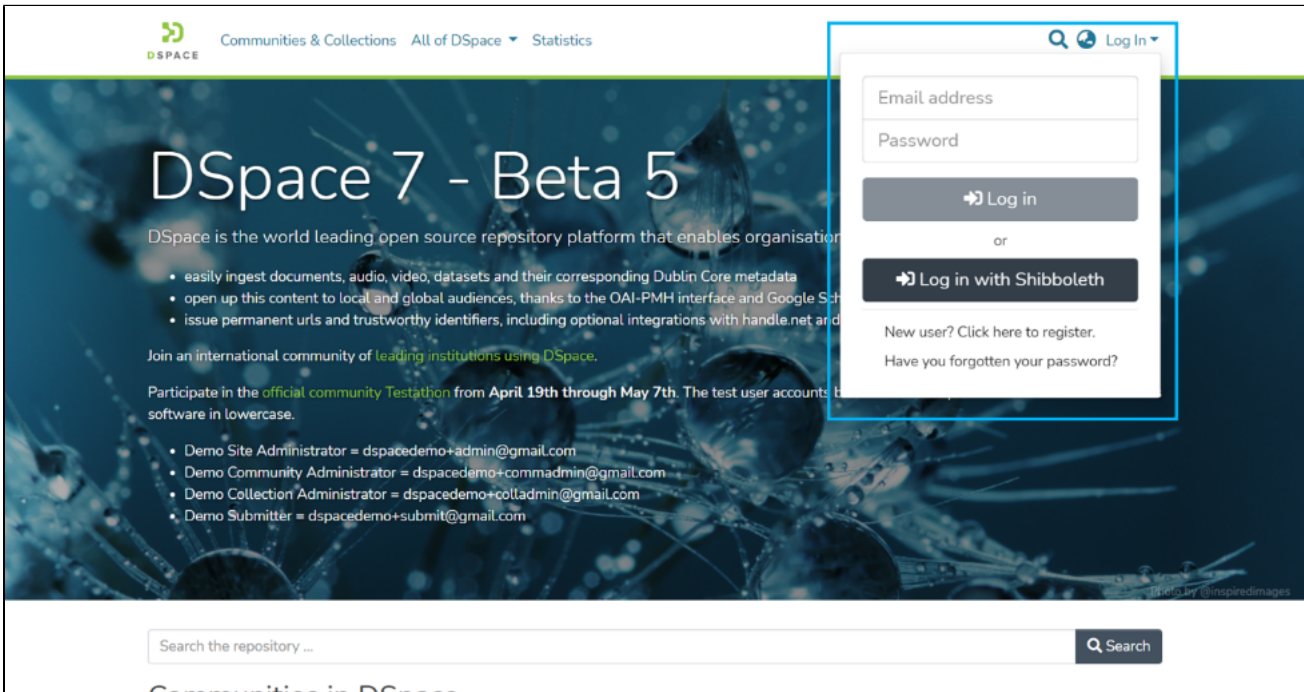 DSPACE
Communities & Collections All of DSpace Statistics
Log In
Email address
Password
Log in
or
Log in with Shibboleth
New user? Click here to register.
Have you forgotten your password?
DSpace 7 - Beta 5
DSpace is the world leading open source repository platform that enables
easily ingest documents, audio, video, datasets and their corresponding Dublin Core metadata
open up this content to local and global audiences, thanks to the OAI-PMH interface and Google
issue permanent urls and trustworthy identifiers, including optional integrations with handle.net and
Join an international community of leading institutions using DSpace.
Participate in the official community Testathon from April 19th through May 7th. The test user accounts
software in lowercase.
Demo Site Administrator = dspacedemo+admin@gmail.com
Demo Community Administrator = dspacedemo+commadmin@gmail.com
Demo Collection Administrator = dspacedemo+colladmin@gmail.com
Demo Submitter = dspacedemo+submit@gmail.com
Photo by @inspiredimages
Search the repository ...
Search
Communities in DSpace